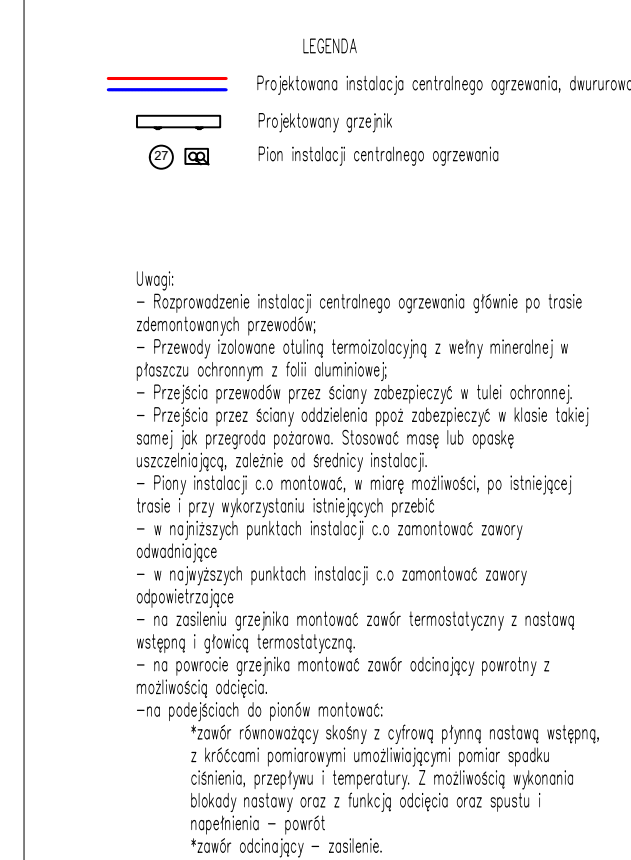 LEGENDA
Projektowana instalacja centralnego ogrzewania, dwururowa
Projektowany grzejnik
27 Pion instalacji centralnego ogrzewania
Uwagi:
– Rozprowadzenie instalacji centralnego ogrzewania głównie po trasie
zdemontowanych przewodów;
– Przewody izolowane otuliną termoizolacyjną z wełny mineralnej w
płaszczu ochronnym z folii aluminiowej;
– Przejścia przewodów przez ściany zabezpieczyć w tulei ochronnej.
– Przejścia przez ściany oddzielenia ppoż zabezpieczyć w klasie takiej
samej jak przegroda pożarowa. Stosować masę lub opaskę
uszczelniającą, zależnie od średnicy instalacji.
– Piony instalacji c.o montować, w miarę możliwości, po istniejącej
trasie i przy wykorzystaniu istniejących przebić
– w najniższych punktach instalacji c.o zamontować zawory
odwadniające
– w najwyższych punktach instalacji c.o zamontować zawory
odpowietrzające
– na zasileniu grzejnika montować zawór termostatyczny z nastawą
wstępną i głowicą termostatyczną.
– na powrocie grzejnika montować zawór odcinający powrotny z
możliwością odcięcia.
–na podejściach do pionów montować:
*zawór równoważący skośny z cyfrową płynną nastawą wstępną,
z króćcami pomiarowymi umożliwiającymi pomiar spadku
ciśnienia, przepływu i temperatury. Z możliwością wykonania
blokady nastawy oraz z funkcją odcięcia oraz spustu i
napełnienia – powrót
*zawór odcinający – zasilenie.